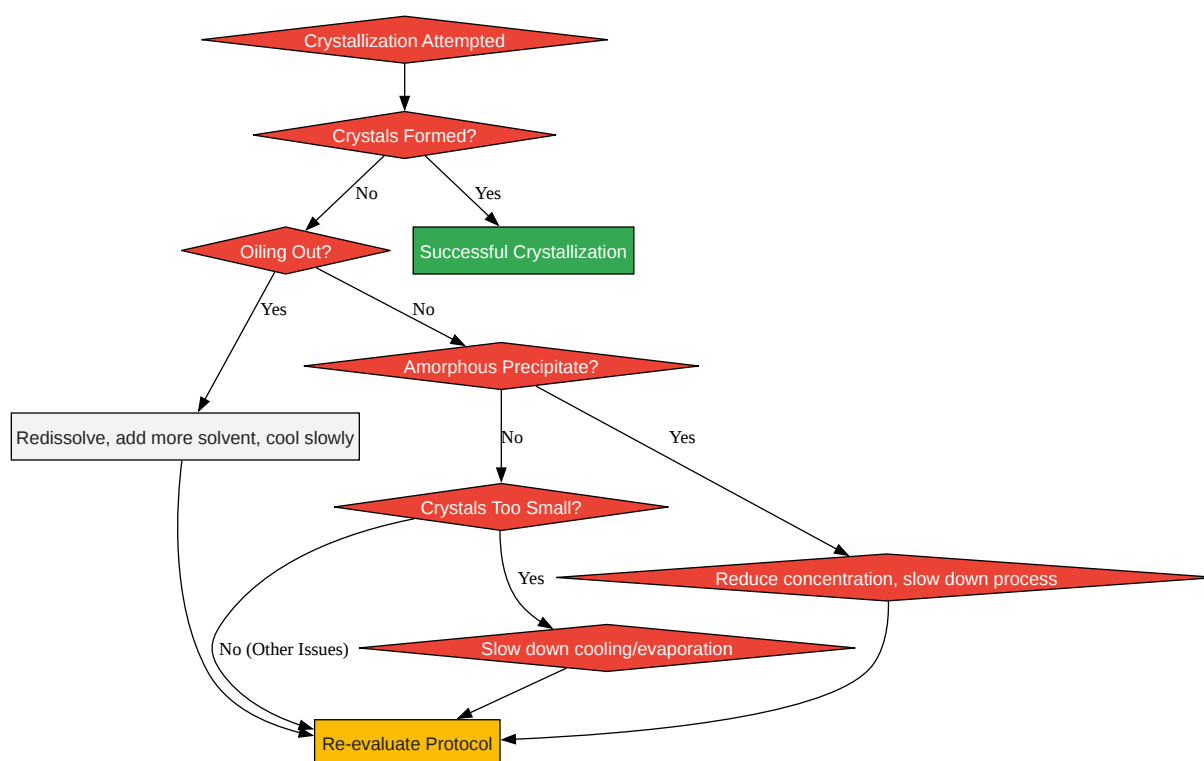 Crystallization Attempted
Crystals Formed?
No
Yes
Oiling Out?
Successful Crystallization
Yes
No
Amorphous Precipitate?
Redissolve, add more solvent, cool slowly
No
Yes
Crystals Too Small?
Yes
Reduce concentration, slow down process
No (Other Issues)
Slow down cooling/evaporation
Re-evaluate Protocol